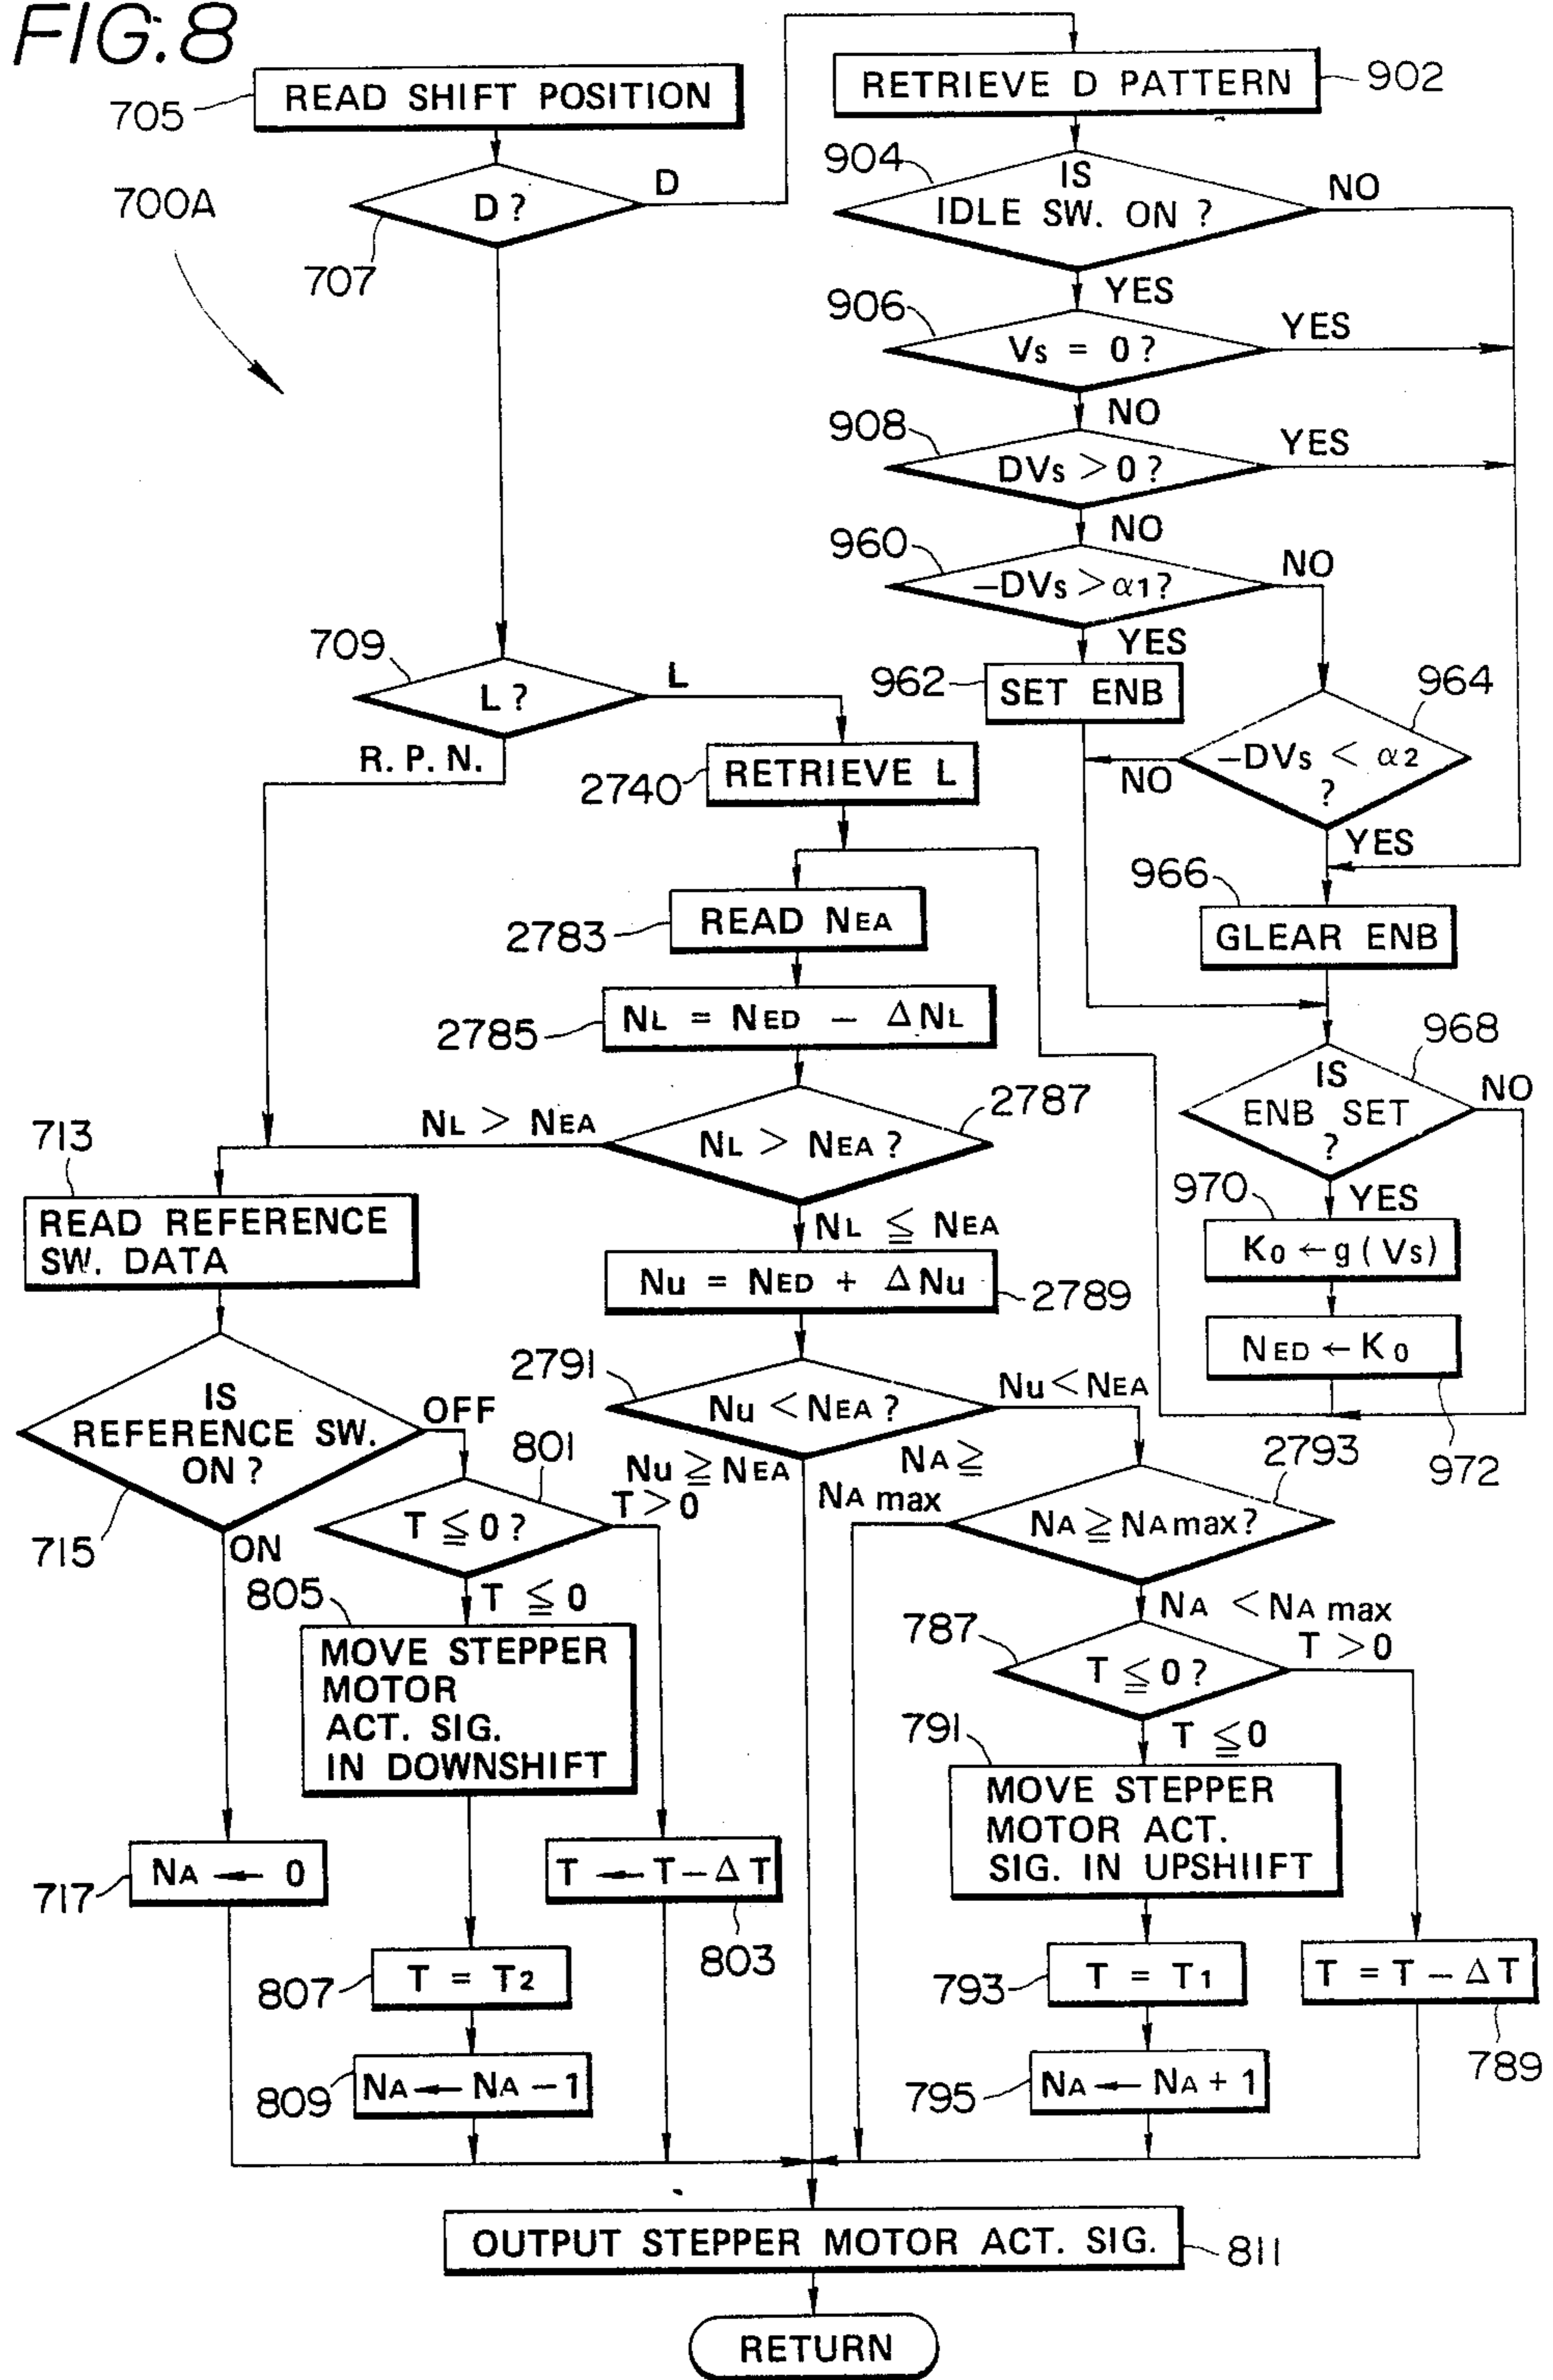 FIG. 8
READ SHIFT POSITION
705
700A
D ?
D
707
RETRIEVE D PATTERN
902
904
IS
IDLE SW. ON ?
NO
YES
906
Vs = 0 ?
YES
NO
908
DVs > 0 ?
YES
NO
960
−DVs > α1 ?
NO
YES
962
SET ENB
964
−DVs < α2
?
NO
YES
966
GLEAR ENB
968
IS
ENB SET
?
NO
YES
970
K0 ← g ( Vs )
NED ← K0
972
709
L ?
L
R. P. N.
2740
RETRIEVE L
2783
READ NEA
2785
NL = NED − ΔNL
2787
NL > NEA ?
NL > NEA
NL ≦ NEA
Nu = NED + ΔNu
2789
2791
Nu < NEA ?
Nu < NEA
Nu ≧ NEA
713
READ REFERENCE
SW. DATA
IS
REFERENCE SW.
ON ?
715
OFF
ON
801
T ≦ 0 ?
T > 0
T ≦ 0
805
MOVE STEPPER
MOTOR
ACT. SIG.
IN DOWNSHIFT
717
NA ← 0
T ← T − ΔT
803
807
T = T2
809
NA ← NA − 1
2793
NA ≧ NA max ?
NA ≧
NA max
NA < NA max
787
T ≦ 0 ?
T > 0
T ≦ 0
791
MOVE STEPPER
MOTOR ACT.
SIG. IN UPSHIIFT
793
T = T1
T = T − ΔT
789
795
NA ← NA + 1
OUTPUT STEPPER MOTOR ACT. SIG.
811
RETURN